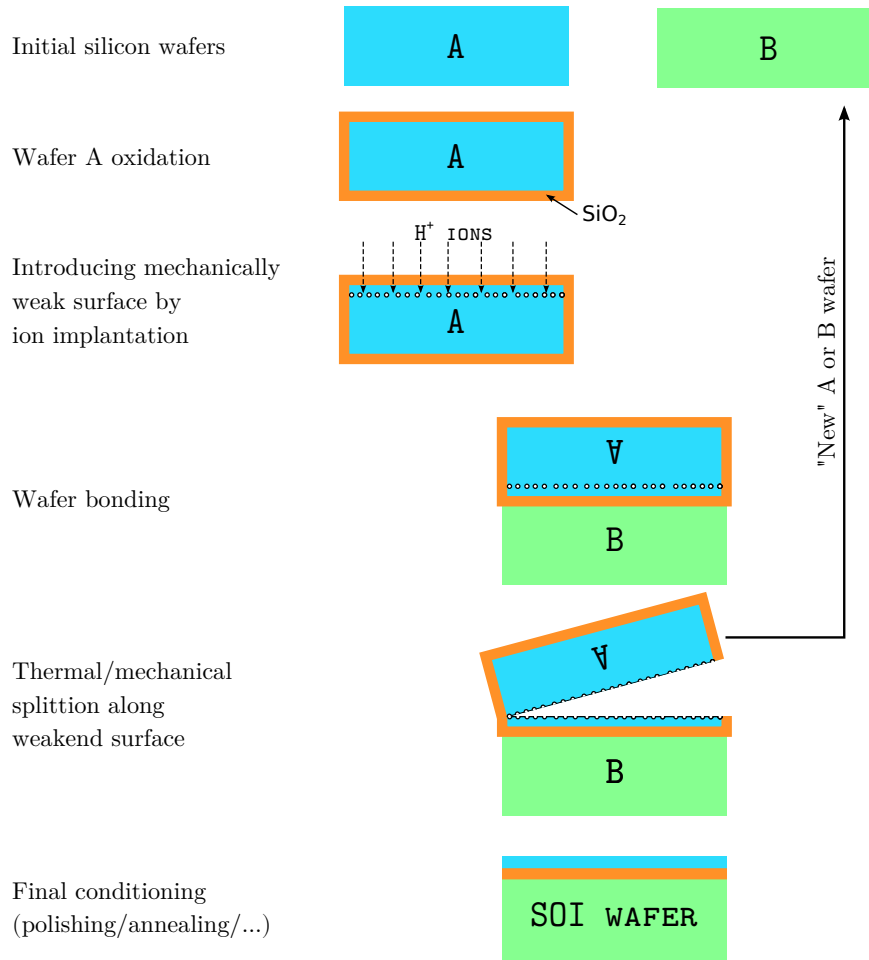 Initial silicon wafers
A
B
Wafer A oxidation
A
SiO₂
H⁺ IONS
Introducing mechanically
weak surface by
ion implantation
A
"New" A or B wafer
Wafer bonding
A
B
Thermal/mechanical
splittion along
weakend surface
A
B
Final conditioning
(polishing/annealing/...)
SOI WAFER